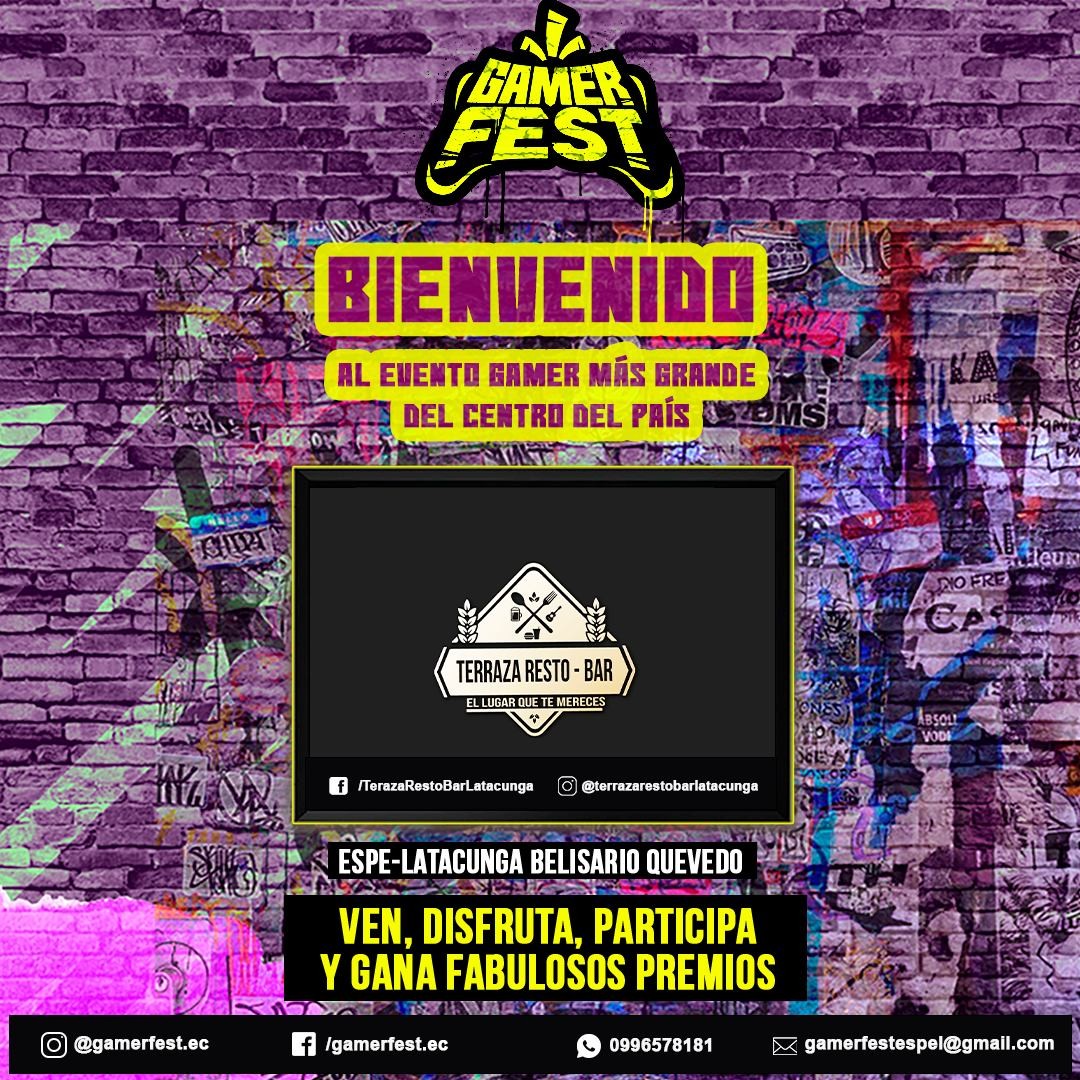 GAMER
FEST
BIENVENIDO
AL EVENTO GAMER MÁS GRANDE
DEL CENTRO DEL PAÍS
TERRAZA RESTO - BAR
EL LUGAR QUE TE MERECES
/TerazaRestoBarLatacunga @terrazarestobarlatacunga
ESPE-LATACUNGA BELISARIO QUEVEDO
VEN, DISFRUTA, PARTICIPA
Y GANA FABULOSOS PREMIOS
@gamerfest.ec /gamerfest.ec 0996578181 gamerfestespel@gmail.com